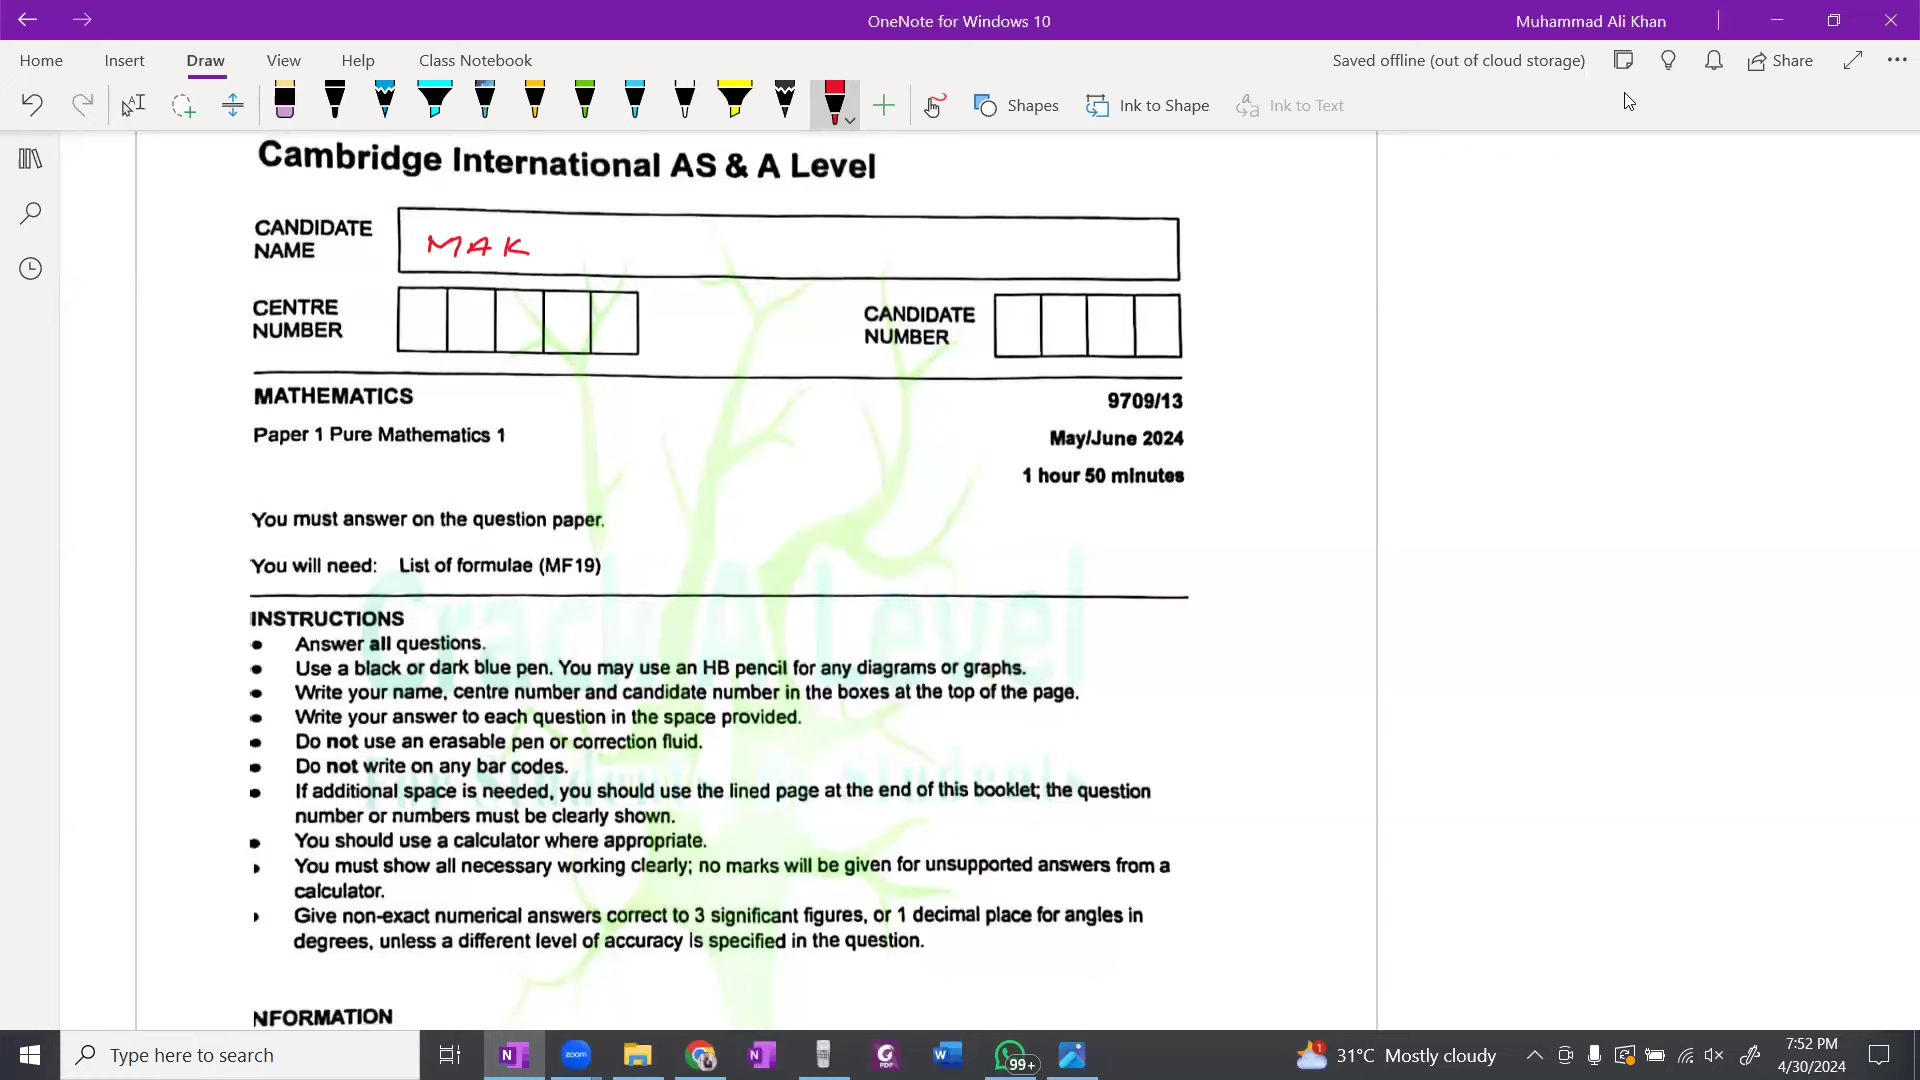 OneNote for Windows 10
Muhammad Ali Khan
Home Insert Draw View Help Class Notebook
Saved offline (out of cloud storage)
Share
Shapes
Ink to Shape
Ink to Text
Cambridge International AS & A Level
CANDIDATE
NAME
MAK
CENTRE
NUMBER
CANDIDATE
NUMBER
MATHEMATICS
9709/13
Paper 1 Pure Mathematics 1
May/June 2024
1 hour 50 minutes
You must answer on the question paper.
You will need: List of formulae (MF19)
Crack A Level
INSTRUCTIONS
• Answer all questions.
• Use a black or dark blue pen. You may use an HB pencil for any diagrams or graphs.
• Write your name, centre number and candidate number in the boxes at the top of the page.
• Write your answer to each question in the space provided.
• Do not use an erasable pen or correction fluid.
• Do not write on any bar codes.
• If additional space is needed, you should use the lined page at the end of this booklet; the question
number or numbers must be clearly shown.
• You should use a calculator where appropriate.
• You must show all necessary working clearly; no marks will be given for unsupported answers from a
calculator.
• Give non-exact numerical answers correct to 3 significant figures, or 1 decimal place for angles in
degrees, unless a different level of accuracy is specified in the question.
NFORMATION
Type here to search
zoom
99+
31°C Mostly cloudy
7:52 PM
4/30/2024